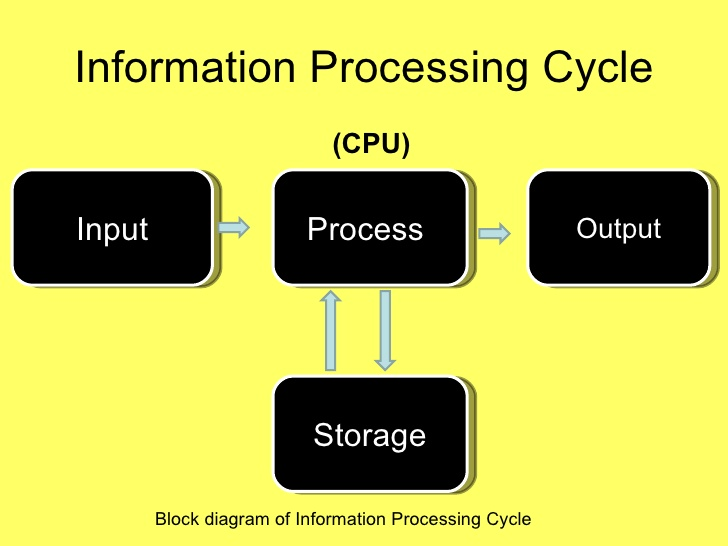 Information Processing Cycle
(CPU)
Input
Process
Output
Storage
Block diagram of Information Processing Cycle